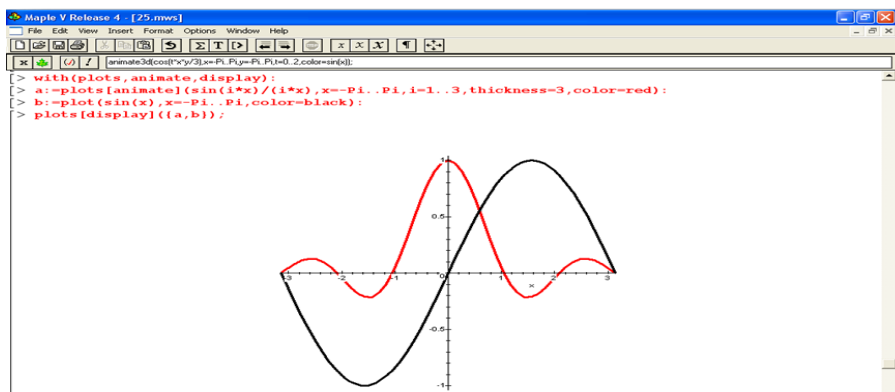 Maple V Release 4 - [25.mws]
File Edit View Insert Format Options Window Help
Σ T [> x x x ¶
x (/) ! animate3d(cos(t*x*y/3),x=-Pi..Pi,y=-Pi..Pi,t=0..2,color=sin(x));
[> with(plots,animate,display):
[> a:=plots[animate](sin(i*x)/(i*x),x=-Pi..Pi,i=1..3,thickness=3,color=red):
[> b:=plot(sin(x),x=-Pi..Pi,color=black):
[> plots[display]({a,b});
1
0.5
-3 -2 -1 0 1 2 3
x
-0.5
-1